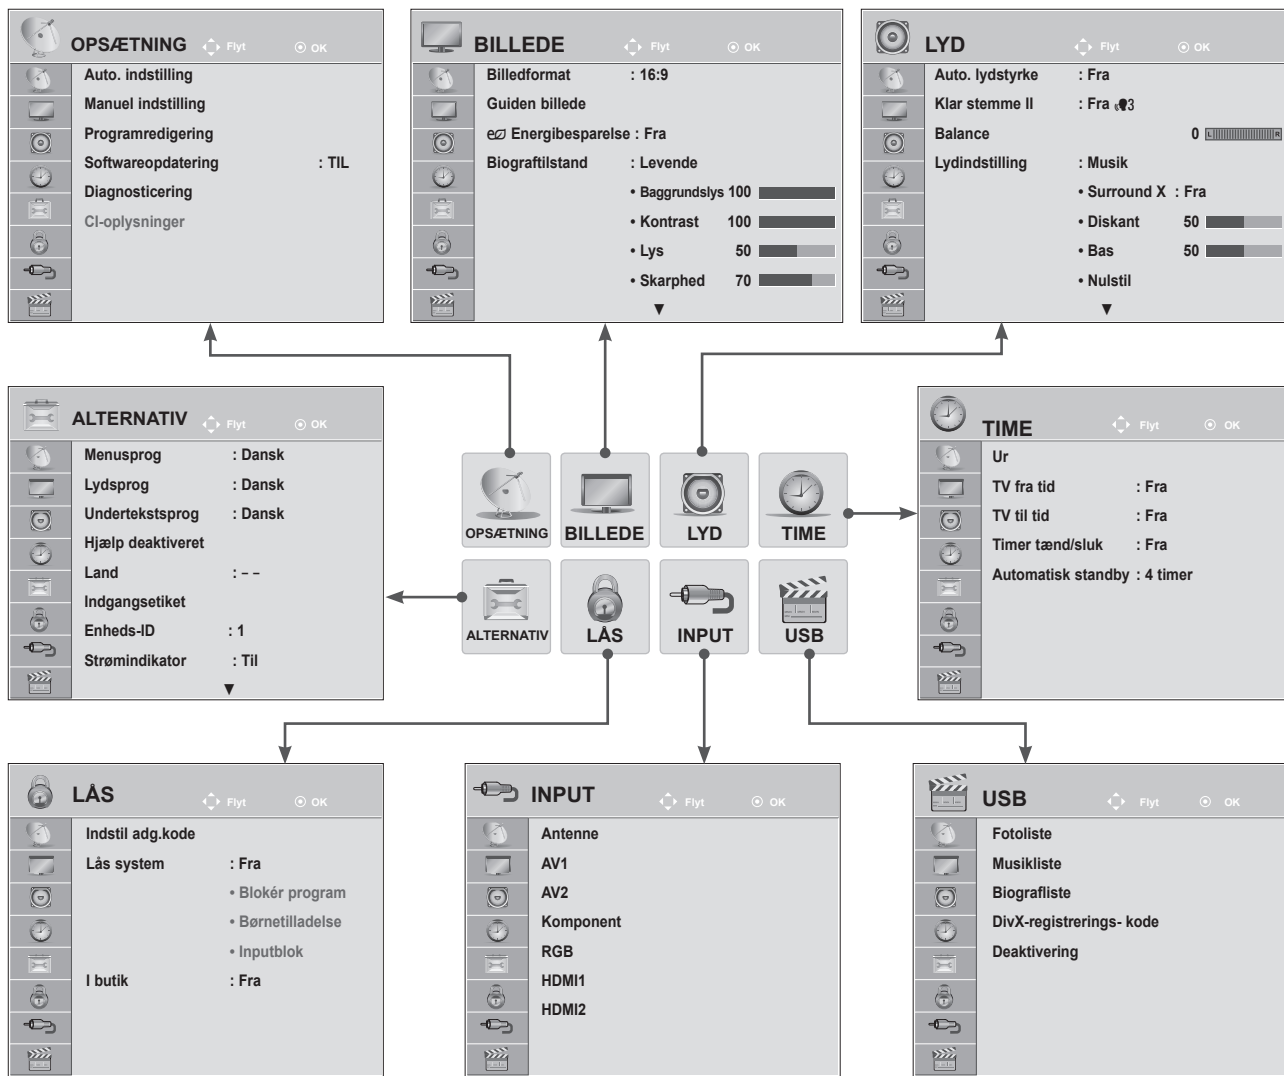 OPSÆTNING Flyt OK
Auto. indstilling
Manuel indstilling
Programredigering
Softwareopdatering : TIL
Diagnosticering
CI-oplysninger
BILLEDE Flyt OK
Billedformat : 16:9
Guiden billede
e Energibesparelse : Fra
Biograftilstand : Levende
• Baggrundslys 100
• Kontrast 100
• Lys 50
• Skarphed 70
▼
LYD Flyt OK
Auto. lydstyrke : Fra
Klar stemme II : Fra 3
Balance 0 L R
Lydindstilling : Musik
• Surround X : Fra
• Diskant 50
• Bas 50
• Nulstil
▼
ALTERNATIV Flyt OK
Menusprog : Dansk
Lydsprog : Dansk
Undertekstsprog : Dansk
Hjælp deaktiveret
Land : – –
Indgangsetiket
Enheds-ID : 1
Strømindikator : Til
▼
OPSÆTNING BILLEDE LYD TIME
ALTERNATIV LÅS INPUT USB
TIME Flyt OK
Ur
TV fra tid : Fra
TV til tid : Fra
Timer tænd/sluk : Fra
Automatisk standby : 4 timer
LÅS Flyt OK
Indstil adg.kode
Lås system : Fra
• Blokér program
• Børnetilladelse
• Inputblok
I butik : Fra
INPUT Flyt OK
Antenne
AV1
AV2
Komponent
RGB
HDMI1
HDMI2
USB Flyt OK
Fotoliste
Musikliste
Biografliste
DivX-registrerings- kode
Deaktivering